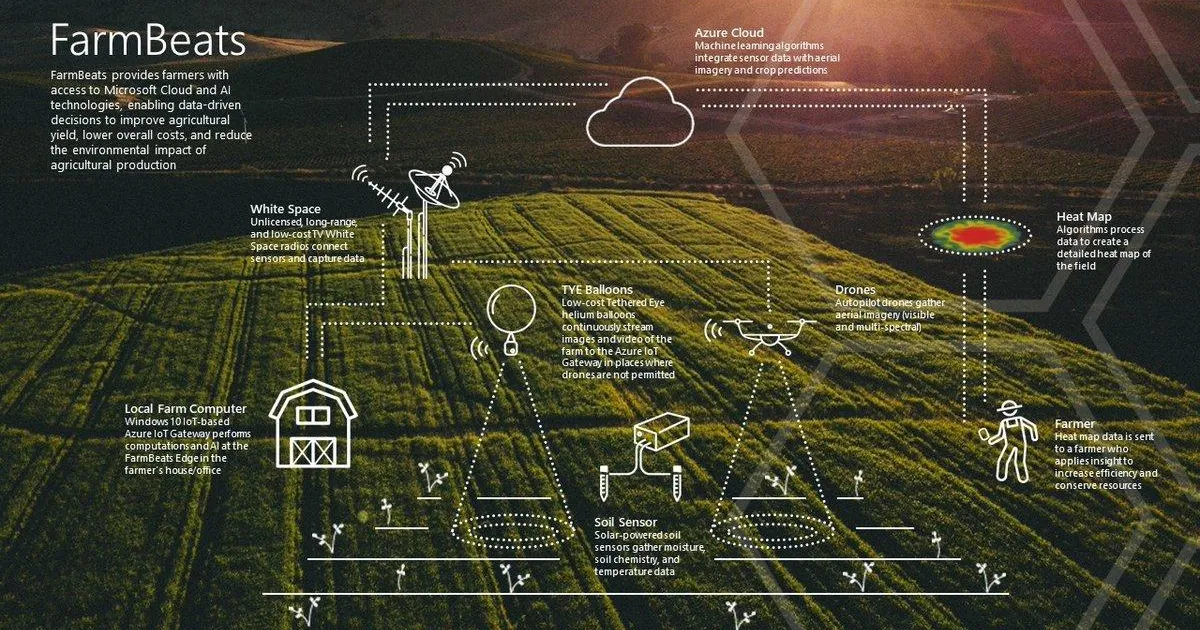 FarmBeats
FarmBeats provides farmers with
access to Microsoft Cloud and AI
technologies, enabling data-driven
decisions to improve agricultural
yield, lower overall costs, and reduce
the environmental impact of
agricultural production
Azure Cloud
Machine learning algorithms
integrate sensor data with aerial
imagery and crop predictions
White Space
Unlicensed, long-range,
and low-cost TV White
Space radios connect
sensors and capture data
Heat Map
Algorithms process
data to create a
detailed heat map of
the field
TYE Balloons
Low-cost Tethered Eye
helium balloons
continuously stream
images and video of the
farm to the Azure IoT
Gateway in places where
drones are not permitted
Drones
Autopilot drones gather
aerial imagery (visible
and multi-spectral)
Local Farm Computer
Windows 10 IoT-based
Azure IoT Gateway performs
computations and AI at the
FarmBeats Edge in the
farmer's house/office
Farmer
Heat map data is sent
to a farmer who
applies insight to
increase efficiency and
conserve resources
Soil Sensor
Solar-powered soil
sensors gather moisture,
soil chemistry, and
temperature data